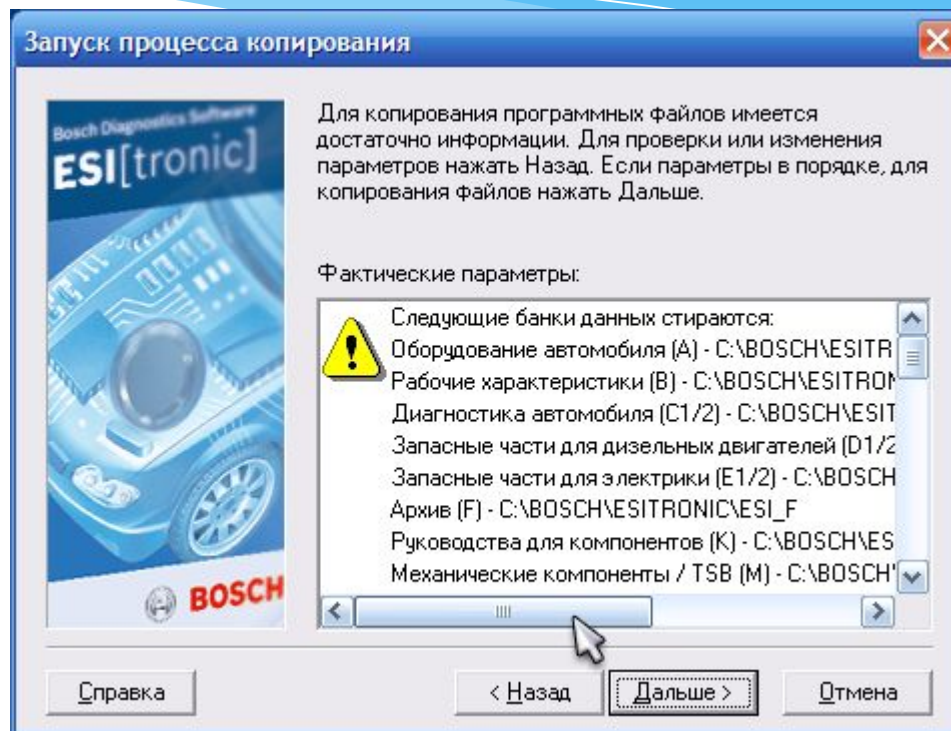 Запуск процесса копирования
Bosch Diagnostics Software
ESI[tronic]
BOSCH
Для копирования программных файлов имеется
достаточно информации. Для проверки или изменения
параметров нажать Назад. Если параметры в порядке, для
копирования файлов нажать Дальше.
Фактические параметры:
Следующие банки данных стираются:
Оборудование автомобиля (A) - C:\BOSCH\ESITR
Рабочие характеристики (B) - C:\BOSCH\ESITRON
Диагностика автомобиля (C1/2) - C:\BOSCH\ESIT
Запасные части для дизельных двигателей (D1/2
Запасные части для электрики (E1/2) - C:\BOSCH
Архив (F) - C:\BOSCH\ESITRONIC\ESI_F
Руководства для компонентов (K) - C:\BOSCH\ES
Механические компоненты / TSB (M) - C:\BOSCH\
Справка
< Назад
Дальше >
Отмена